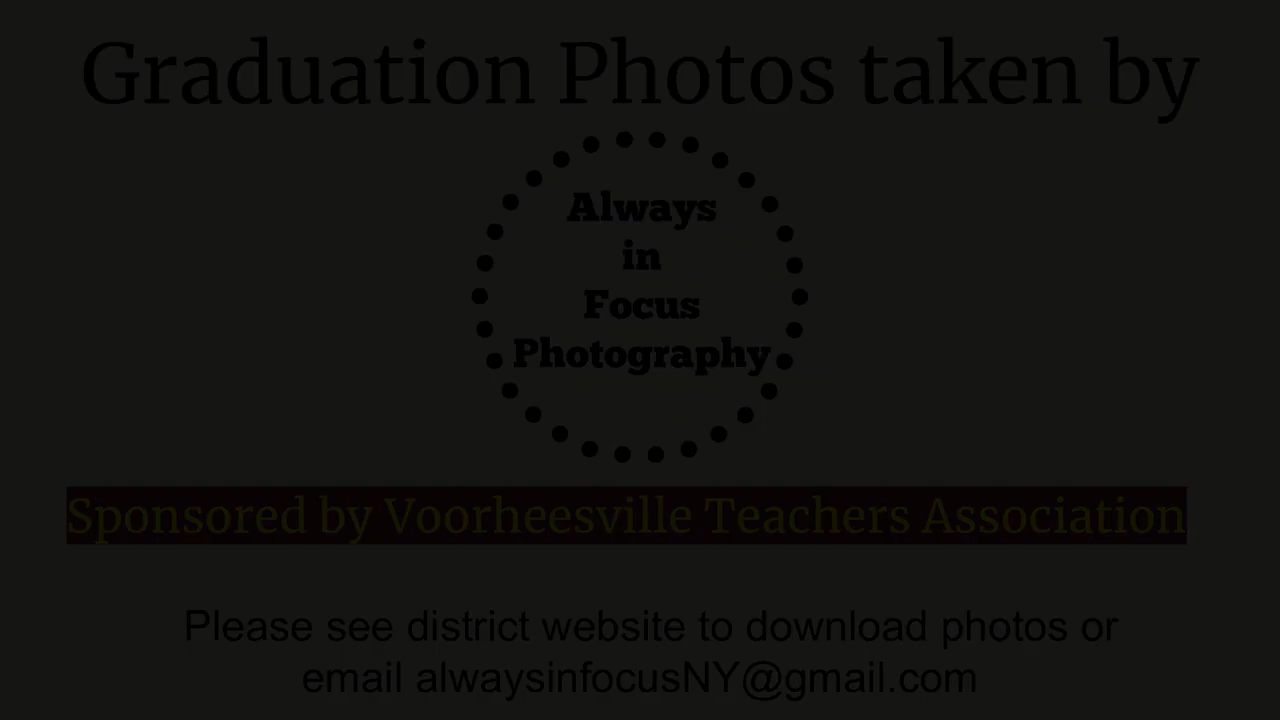 Graduation Photos taken by
Always
in
Focus
Photography
Sponsored by Voorheesville Teachers Association
Please see district website to download photos or
email alwaysinfocusNY@gmail.com